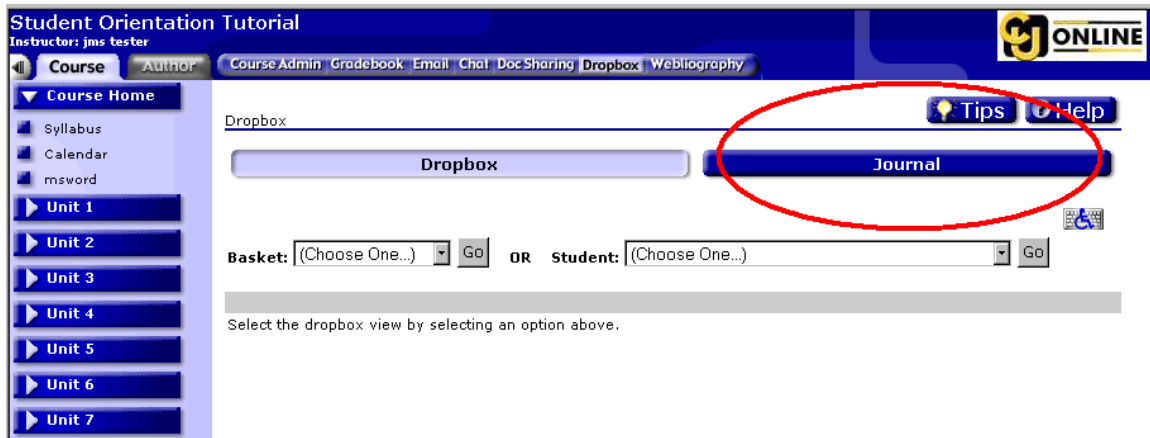 Student Orientation Tutorial
Instructor: jms tester
CU ONLINE
Course Author Course Admin Gradebook Email Chat Doc Sharing Dropbox Webliography
Course Home
Syllabus
Calendar
msword
Unit 1
Unit 2
Unit 3
Unit 4
Unit 5
Unit 6
Unit 7
Tips Help
Dropbox
Dropbox Journal
Basket: (Choose One...) Go OR Student: (Choose One...) Go
Select the dropbox view by selecting an option above.